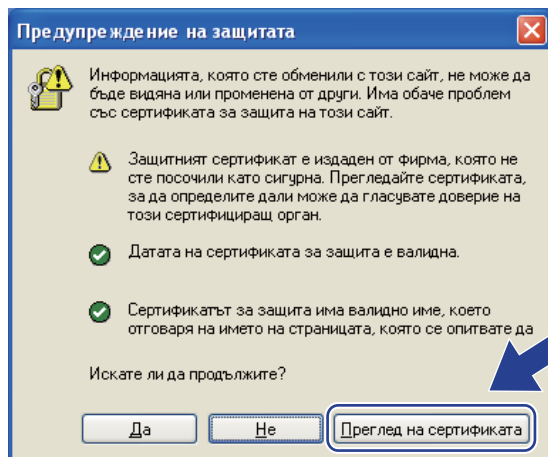 Предупреждение на защитата
Информацията, която сте обменили с този сайт, не може да
бъде видяна или променена от други. Има обаче проблем
със сертификата за защита на този сайт.
Защитният сертификат е издаден от фирма, която не
сте посочили като сигурна. Прегледайте сертификата,
за да определите дали може да гласувате доверие на
този сертифициращ орган.
Датата на сертификата за защита е валидна.
Сертификатът за защита има валидно име, което
отговаря на името на страницата, която се опитвате да
Искате ли да продължите?
Да
Не
Преглед на сертификата